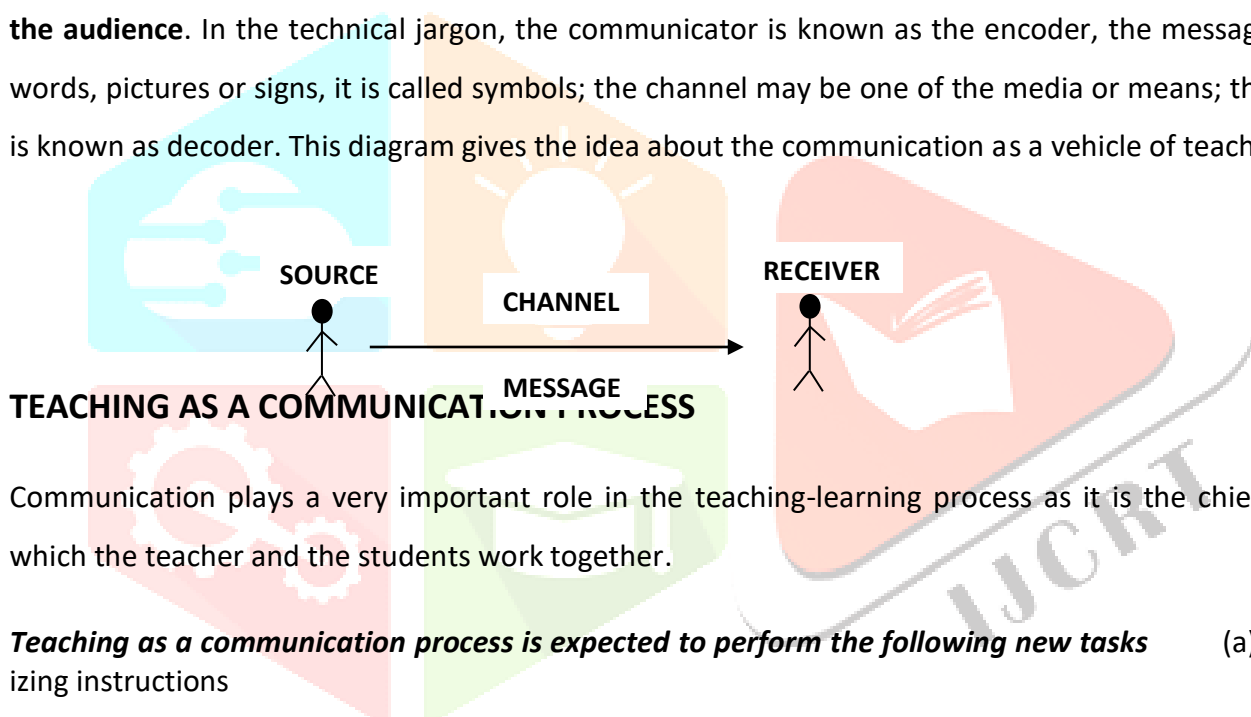 the audience. In the technical jargon, the communicator is known as the encoder, the messag
words, pictures or signs, it is called symbols; the channel may be one of the media or means; th
is known as decoder. This diagram gives the idea about the communication as a vehicle of teach
SOURCE
RECEIVER
CHANNEL
MESSAGE
TEACHING AS A COMMUNICATION PROCESS
Communication plays a very important role in the teaching-learning process as it is the chie
which the teacher and the students work together.
Teaching as a communication process is expected to perform the following new tasks (a)
izing instructions
IJCRT